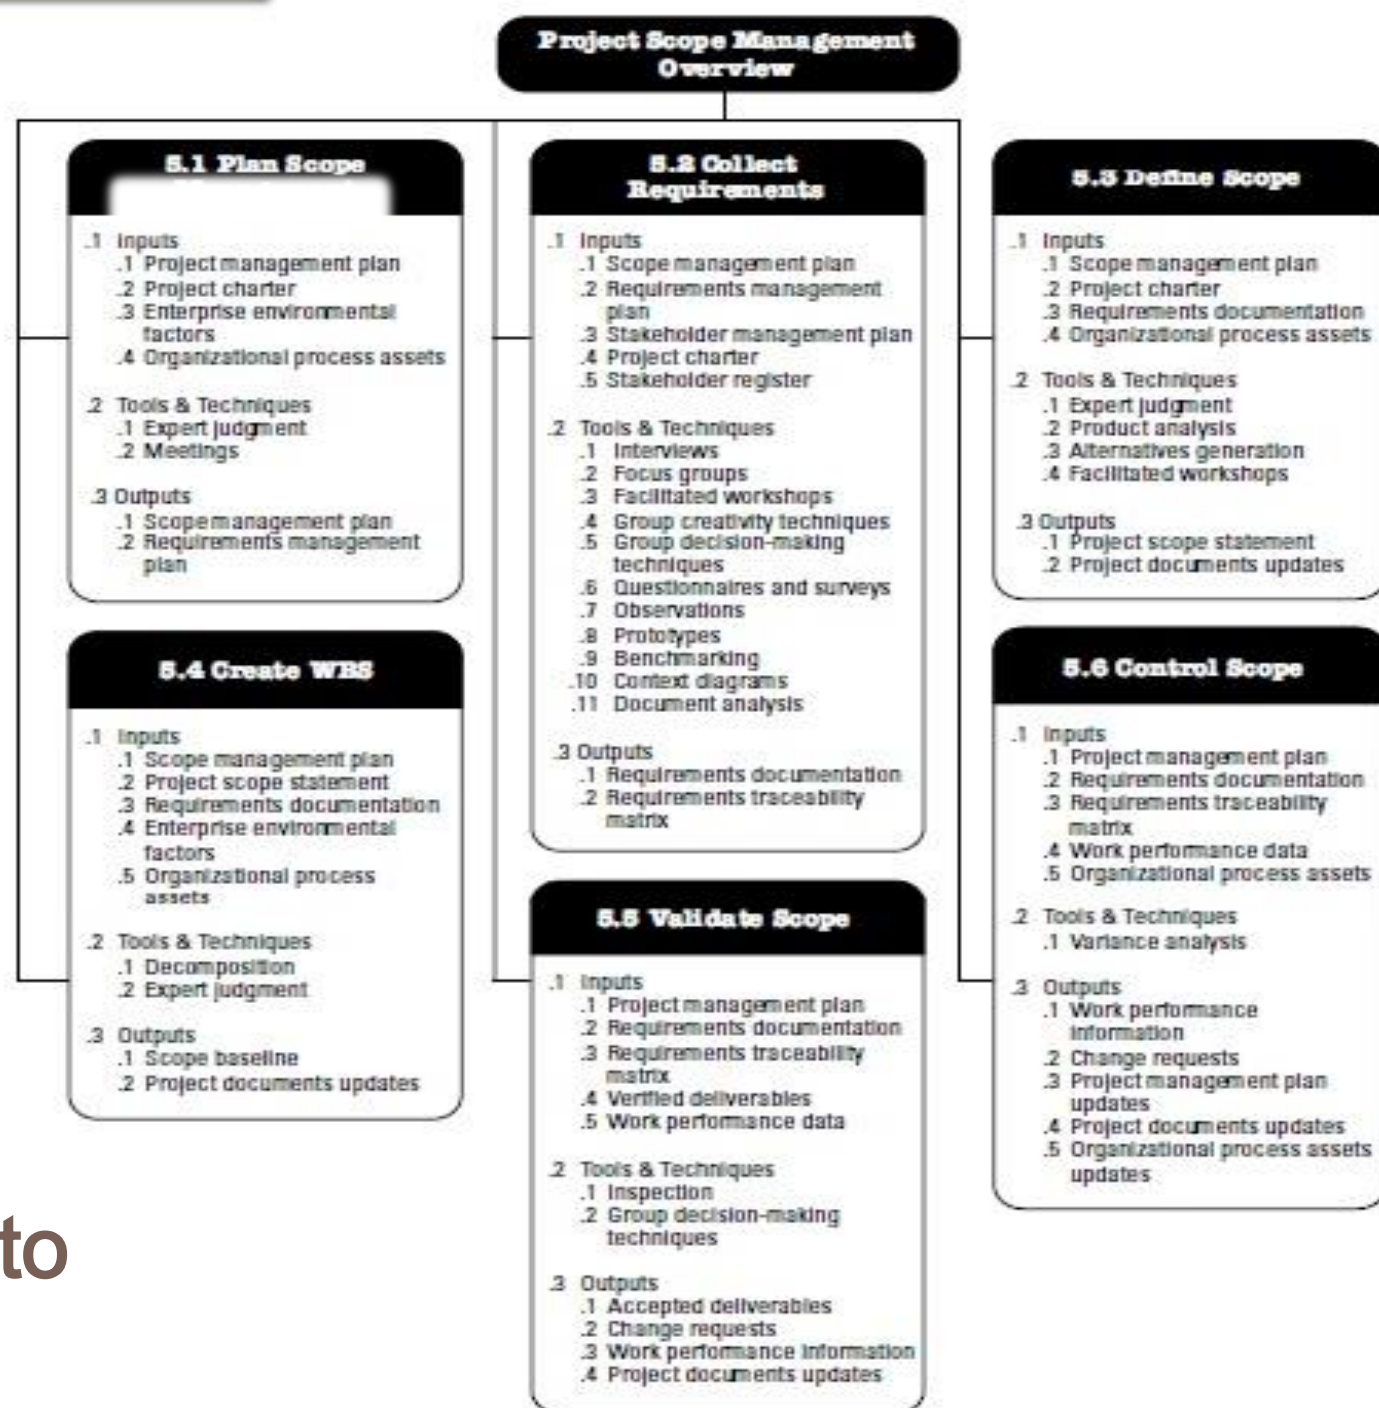 Project Scope Management
Overview
5.1 Plan Scope
.1 Inputs
.1 Project management plan
.2 Project charter
.3 Enterprise environmental
factors
.4 Organizational process assets
.2 Tools & Techniques
.1 Expert judgment
.2 Meetings
.3 Outputs
.1 Scope management plan
.2 Requirements management
plan
5.2 Collect
Requirements
.1 Inputs
.1 Scope management plan
.2 Requirements management
plan
.3 Stakeholder management plan
.4 Project charter
.5 Stakeholder register
.2 Tools & Techniques
.1 Interviews
.2 Focus groups
.3 Facilitated workshops
.4 Group creativity techniques
.5 Group decision-making
techniques
.6 Questionnaires and surveys
.7 Observations
.8 Prototypes
.9 Benchmarking
.10 Context diagrams
.11 Document analysis
.3 Outputs
.1 Requirements documentation
.2 Requirements traceability
matrix
5.3 Define Scope
.1 Inputs
.1 Scope management plan
.2 Project charter
.3 Requirements documentation
.4 Organizational process assets
.2 Tools & Techniques
.1 Expert judgment
.2 Product analysis
.3 Alternatives generation
.4 Facilitated workshops
.3 Outputs
.1 Project scope statement
.2 Project documents updates
5.4 Create WBS
.1 Inputs
.1 Scope management plan
.2 Project scope statement
.3 Requirements documentation
.4 Enterprise environmental
factors
.5 Organizational process
assets
.2 Tools & Techniques
.1 Decomposition
.2 Expert judgment
.3 Outputs
.1 Scope baseline
.2 Project documents updates
5.5 Validate Scope
.1 Inputs
.1 Project management plan
.2 Requirements documentation
.3 Requirements traceability
matrix
.4 Verified deliverables
.5 Work performance data
.2 Tools & Techniques
.1 Inspection
.2 Group decision-making
techniques
.3 Outputs
.1 Accepted deliverables
.2 Change requests
.3 Work performance information
.4 Project documents updates
5.6 Control Scope
.1 Inputs
.1 Project management plan
.2 Requirements documentation
.3 Requirements traceability
matrix
.4 Work performance data
.5 Organizational process assets
.2 Tools & Techniques
.1 Variance analysis
.3 Outputs
.1 Work performance
information
.2 Change requests
.3 Project management plan
updates
.4 Project documents updates
.5 Organizational process assets
updates
to